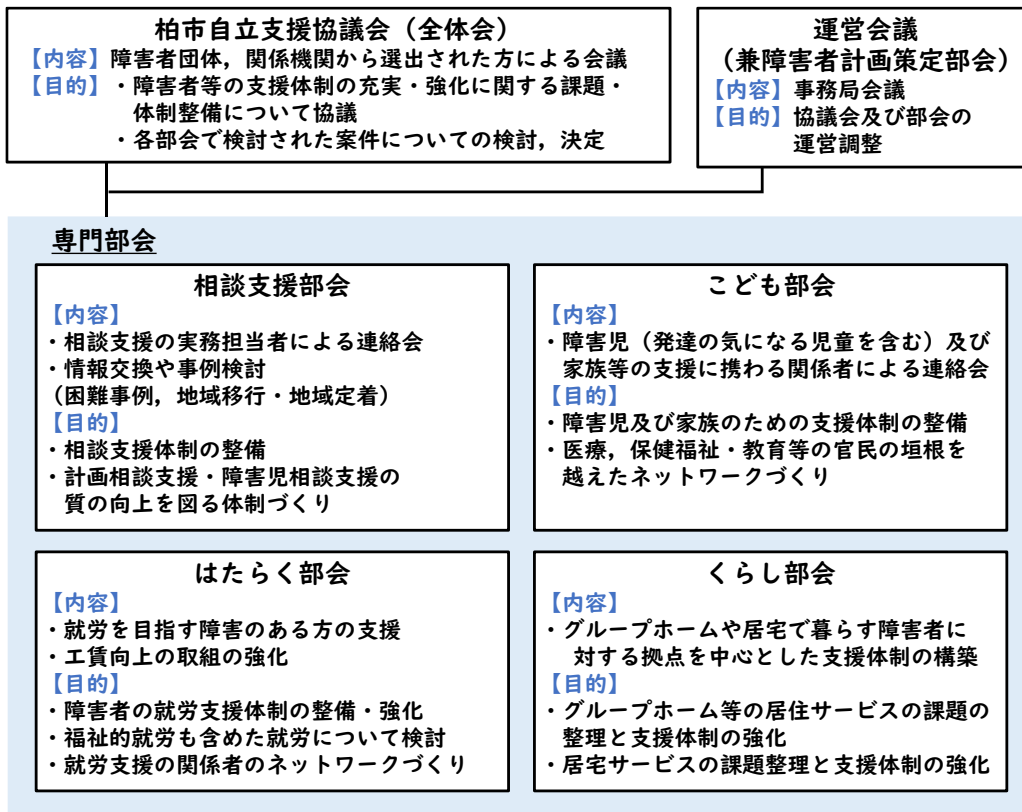 柏市自立支援協議会（全体会）
【内容】障害者団体，関係機関から選出された方による会議
【目的】・障害者等の支援体制の充実・強化に関する課題・
体制整備について協議
・各部会で検討された案件についての検討，決定
運営会議
（兼障害者計画策定部会）
【内容】事務局会議
【目的】協議会及び部会の
運営調整
専門部会
相談支援部会
【内容】
・相談支援の実務担当者による連絡会
・情報交換や事例検討
（困難事例，地域移行・地域定着）
【目的】
・相談支援体制の整備
・計画相談支援・障害児相談支援の
質の向上を図る体制づくり
こども部会
【内容】
・障害児（発達の気になる児童を含む）及び
家族等の支援に携わる関係者による連絡会
【目的】
・障害児及び家族のための支援体制の整備
・医療，保健福祉・教育等の官民の垣根を
越えたネットワークづくり
はたらく部会
【内容】
・就労を目指す障害のある方の支援
・工賃向上の取組の強化
【目的】
・障害者の就労支援体制の整備・強化
・福祉的就労も含めた就労について検討
・就労支援の関係者のネットワークづくり
くらし部会
【内容】
・グループホームや居宅で暮らす障害者に
対する拠点を中心とした支援体制の構築
【目的】
・グループホーム等の居住サービスの課題の
整理と支援体制の強化
・居宅サービスの課題整理と支援体制の強化